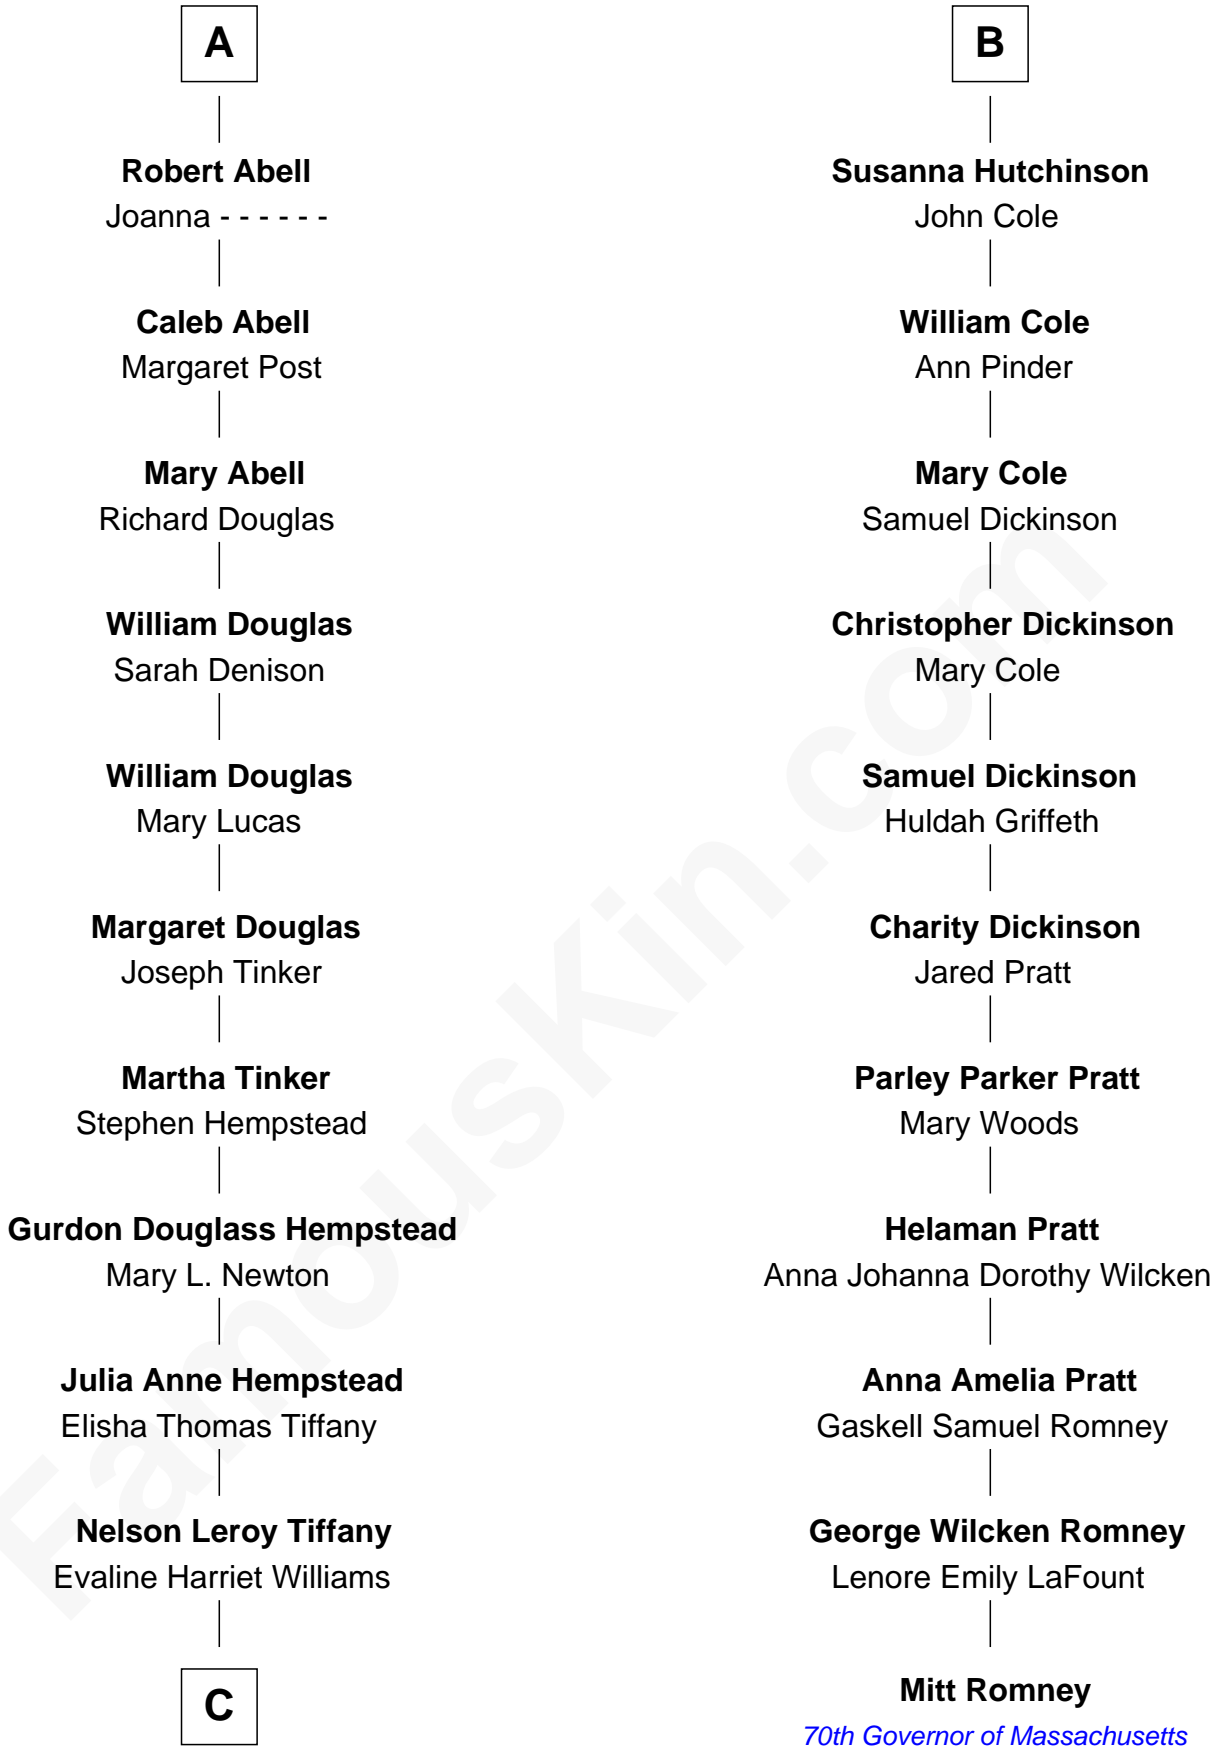 A
Robert Abell
Joanna - - - - - -
Caleb Abell
Margaret Post
Mary Abell
Richard Douglas
William Douglas
Sarah Denison
William Douglas
Mary Lucas
Margaret Douglas
Joseph Tinker
Martha Tinker
Stephen Hempstead
Gurdon Douglass Hempstead
Mary L. Newton
Julia Anne Hempstead
Elisha Thomas Tiffany
Nelson Leroy Tiffany
Evaline Harriet Williams
C
B
Susanna Hutchinson
John Cole
William Cole
Ann Pinder
Mary Cole
Samuel Dickinson
Christopher Dickinson
Mary Cole
Samuel Dickinson
Huldah Griffeth
Charity Dickinson
Jared Pratt
Parley Parker Pratt
Mary Woods
Helaman Pratt
Anna Johanna Dorothy Wilcken
Anna Amelia Pratt
Gaskell Samuel Romney
George Wilcken Romney
Lenore Emily LaFount
Mitt Romney
70th Governor of Massachusetts
FamousKin.com